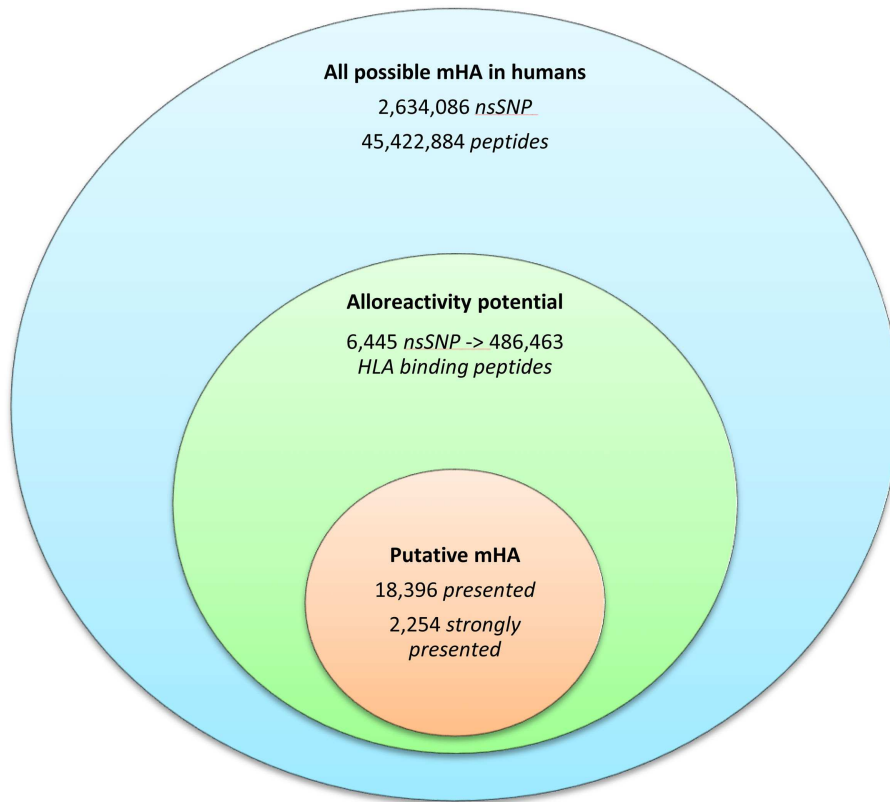 All possible mHA in humans
2,634,086 nsSNP
45,422,884 peptides
Alloreactivity potential
6,445 nsSNP -> 486,463
HLA binding peptides
Putative mHA
18,396 presented
2,254 strongly
presented